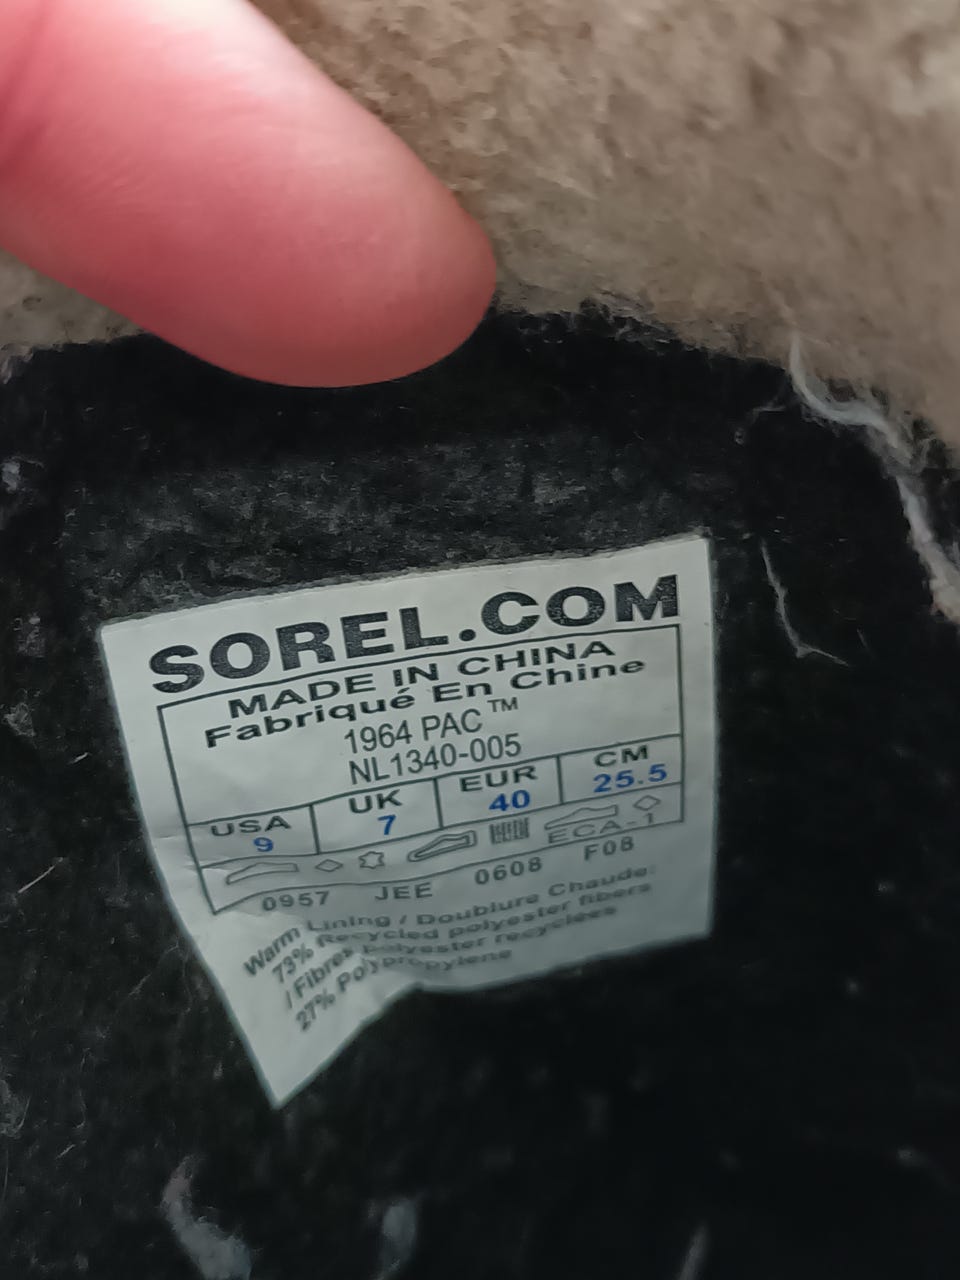 SOREL.COM
MADE IN CHINA
Fabriqué En Chine
1964 PAC™
NL1340-005
USA UK EUR CM
9 7 40 25.5
ECA-1
0957 JEE 0608 F08
Warm Lining / Doublure Chaude:
73% Recycled polyester fibers
/ Fibres polyester recyclées
27% Polypropylene